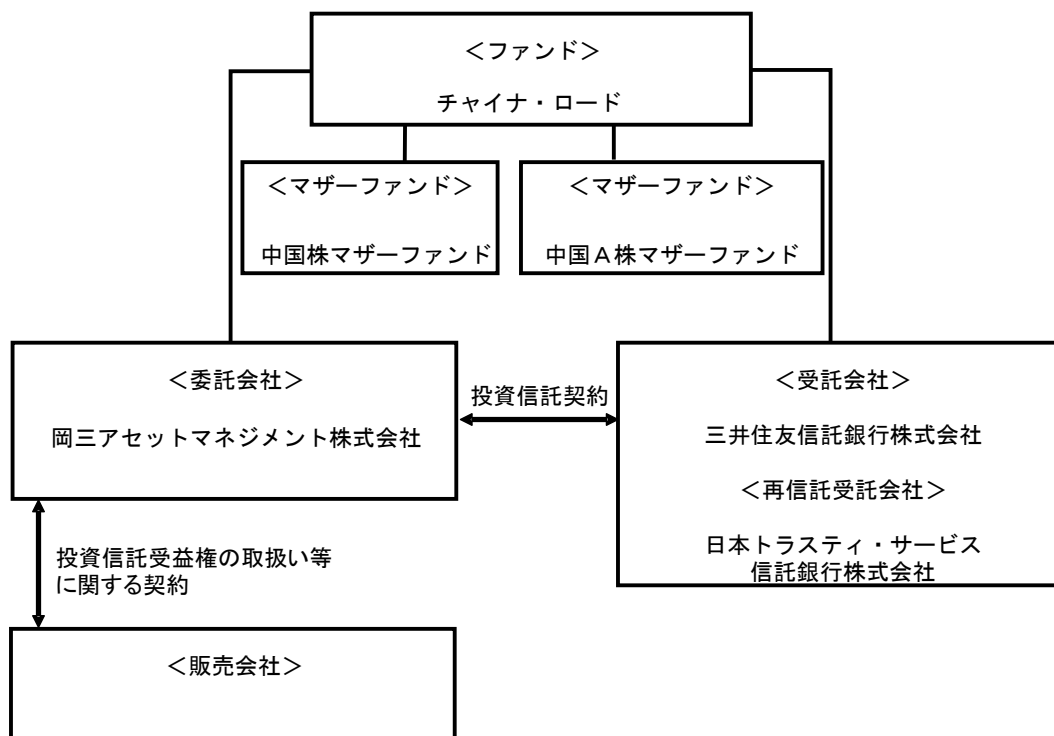 ＜ファンド＞
チャイナ・ロード
＜マザーファンド＞
中国株マザーファンド
＜マザーファンド＞
中国Ａ株マザーファンド
＜委託会社＞
岡三アセットマネジメント株式会社
投資信託契約
＜受託会社＞
三井住友信託銀行株式会社
＜再信託受託会社＞
日本トラスティ・サービス
信託銀行株式会社
投資信託受益権の取扱い等
に関する契約
＜販売会社＞